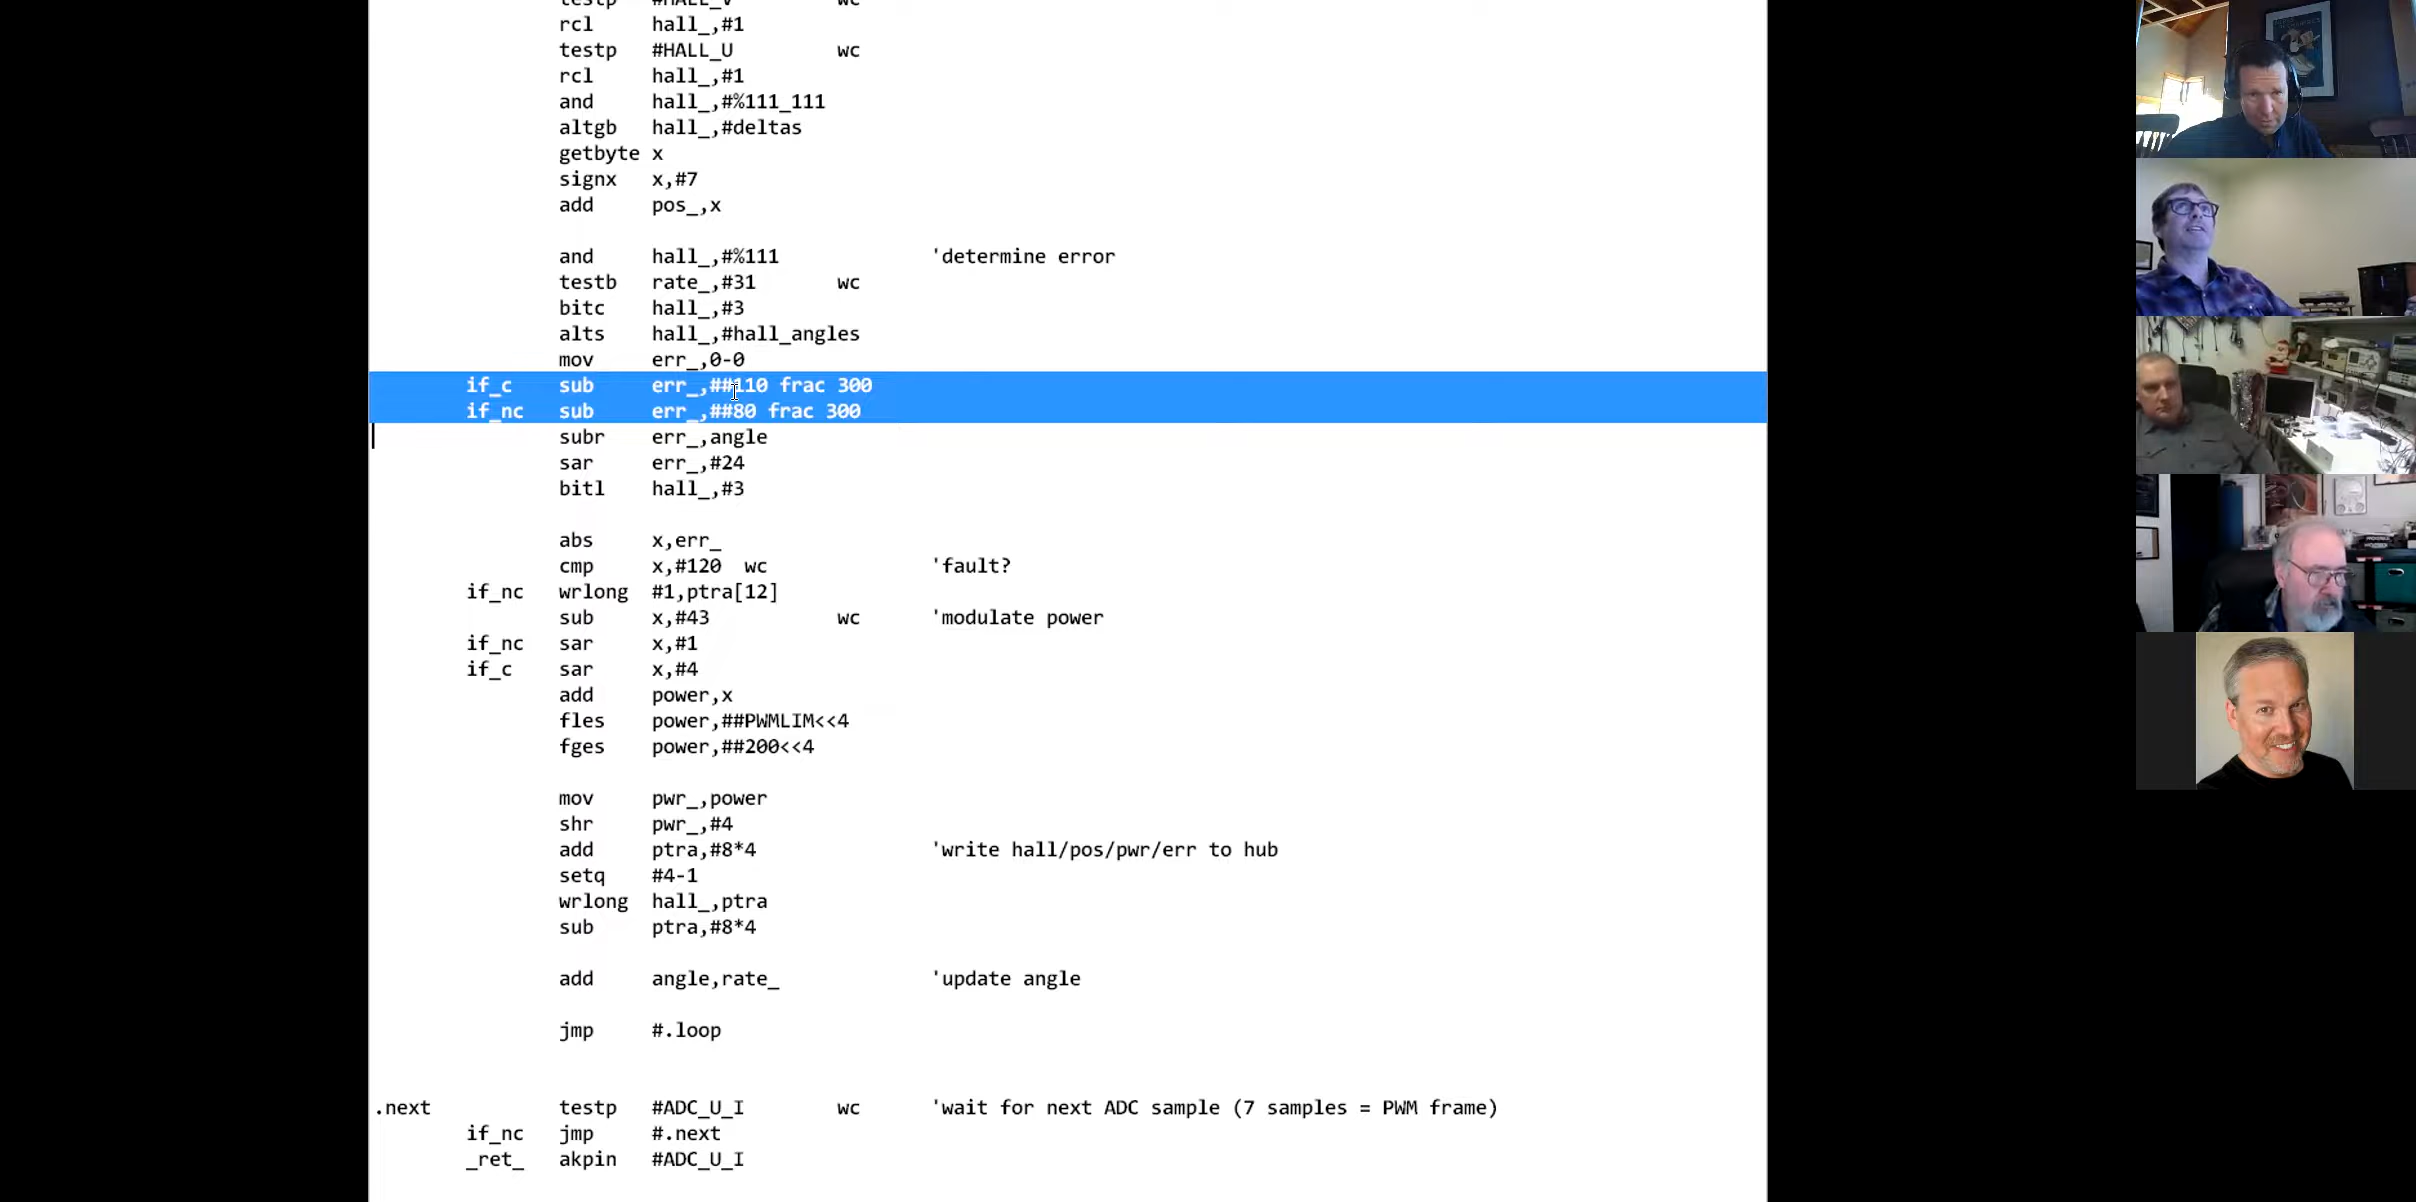 testp #HALL_V wc
rcl hall_,#1
testp #HALL_U wc
rcl hall_,#1
and hall_,#%111_111
altgb hall_,#deltas
getbyte x
signx x,#7
add pos_,x
and hall_,#%111 'determine error
testb rate_,#31 wc
bitc hall_,#3
alts hall_,#hall_angles
mov err_,0-0
if_c sub err_,##110 frac 300
if_nc sub err_,##80 frac 300
subr err_,angle
sar err_,#24
bitl hall_,#3
abs x,err_
cmp x,#120 wc 'fault?
if_nc wrlong #1,ptra[12]
sub x,#43 wc 'modulate power
if_nc sar x,#1
if_c sar x,#4
add power,x
fles power,##PWMLIM<<4
fges power,##200<<4
mov pwr_,power
shr pwr_,#4
add ptra,#8*4 'write hall/pos/pwr/err to hub
setq #4-1
wrlong hall_,ptra
sub ptra,#8*4
add angle,rate_ 'update angle
jmp #.loop
.next testp #ADC_U_I wc 'wait for next ADC sample (7 samples = PWM frame)
if_nc jmp #.next
_ret_ akpin #ADC_U_I